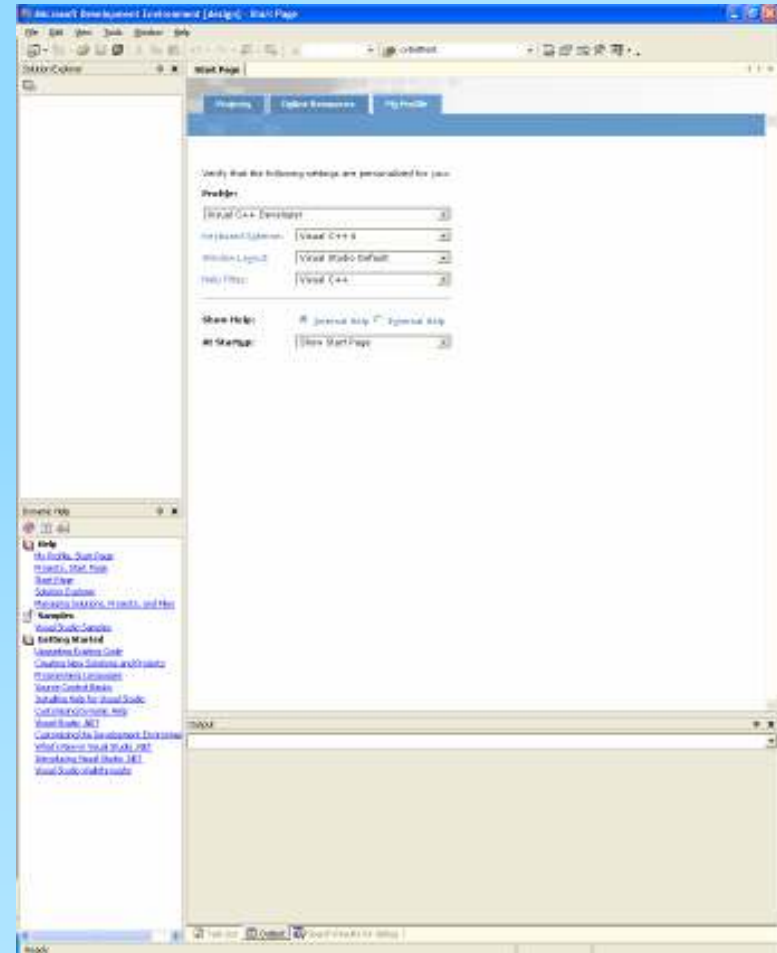 Microsoft Development Environment [design] - Start Page
File Edit View Tools Window Help
Solution Explorer
Start Page
Projects Online Resources My Profile
Verify that the following settings are personalized for you:
Profile:
Visual C++ Developer
Keyboard Scheme: Visual C++ 6
Window Layout: Visual Studio Default
Help Filter: Visual C++
Show Help: Internal Help External Help
At Startup: Show Start Page
Dynamic Help
Help
My Profile, Start Page
Projects, Start Page
Start Page
Solution Explorer
Managing Solutions, Projects, and Files
Samples
Visual Studio Samples
Getting Started
Upgrading Existing Code
Creating New Solutions and Projects
Programming Languages
Source Control Basics
Installing Help for Visual Studio
Customizing Dynamic Help
Visual Studio .NET
Customizing the Development Environmen
What's New in Visual Studio .NET
Introducing Visual Studio .NET
Visual Studio Walkthroughs
Output
Task List Output Search Results for
Ready